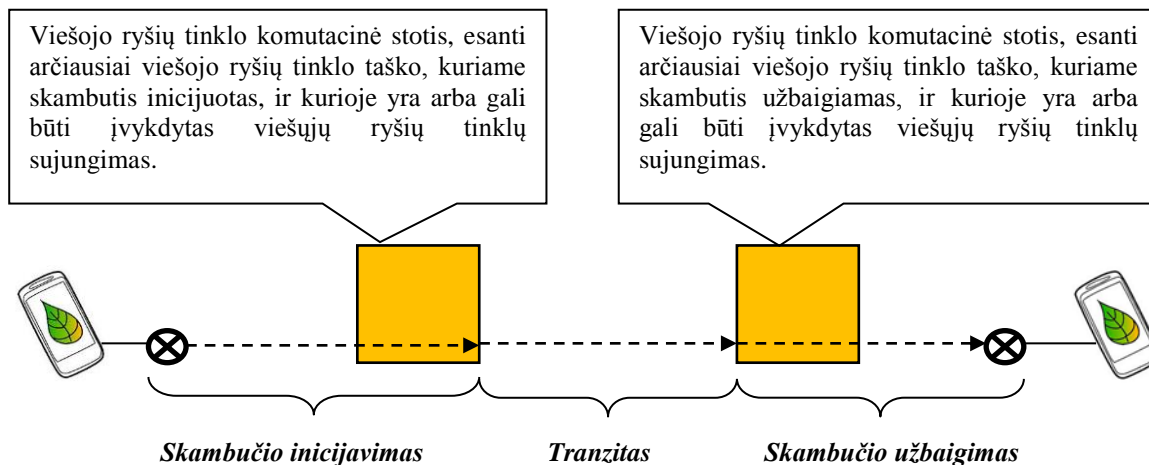 Viešojo ryšių tinklo komutacinė stotis, esanti
arčiausiai viešojo ryšių tinklo taško, kuriame
skambutis inicijuotas, ir kurioje yra arba gali
būti įvykdytas viešųjų ryšių tinklų
sujungimas.
Viešojo ryšių tinklo komutacinė stotis, esanti
arčiausiai viešojo ryšių tinklo taško, kuriame
skambutis užbaigiamas, ir kurioje yra arba
gali būti įvykdytas viešųjų ryšių tinklų
sujungimas.
Skambučio inicijavimas
Tranzitas
Skambučio užbaigimas